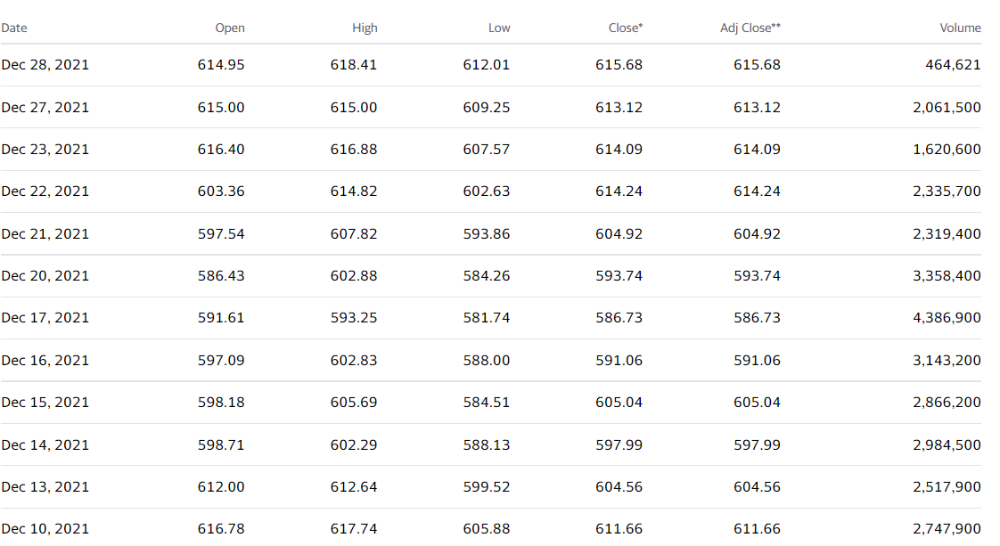 Date Open High Low Close* Adj Close** Volume
Dec 28, 2021 614.95 618.41 612.01 615.68 615.68 464,621
Dec 27, 2021 615.00 615.00 609.25 613.12 613.12 2,061,500
Dec 23, 2021 616.40 616.88 607.57 614.09 614.09 1,620,600
Dec 22, 2021 603.36 614.82 602.63 614.24 614.24 2,335,700
Dec 21, 2021 597.54 607.82 593.86 604.92 604.92 2,319,400
Dec 20, 2021 586.43 602.88 584.26 593.74 593.74 3,358,400
Dec 17, 2021 591.61 593.25 581.74 586.73 586.73 4,386,900
Dec 16, 2021 597.09 602.83 588.00 591.06 591.06 3,143,200
Dec 15, 2021 598.18 605.69 584.51 605.04 605.04 2,866,200
Dec 14, 2021 598.71 602.29 588.13 597.99 597.99 2,984,500
Dec 13, 2021 612.00 612.64 599.52 604.56 604.56 2,517,900
Dec 10, 2021 616.78 617.74 605.88 611.66 611.66 2,747,900